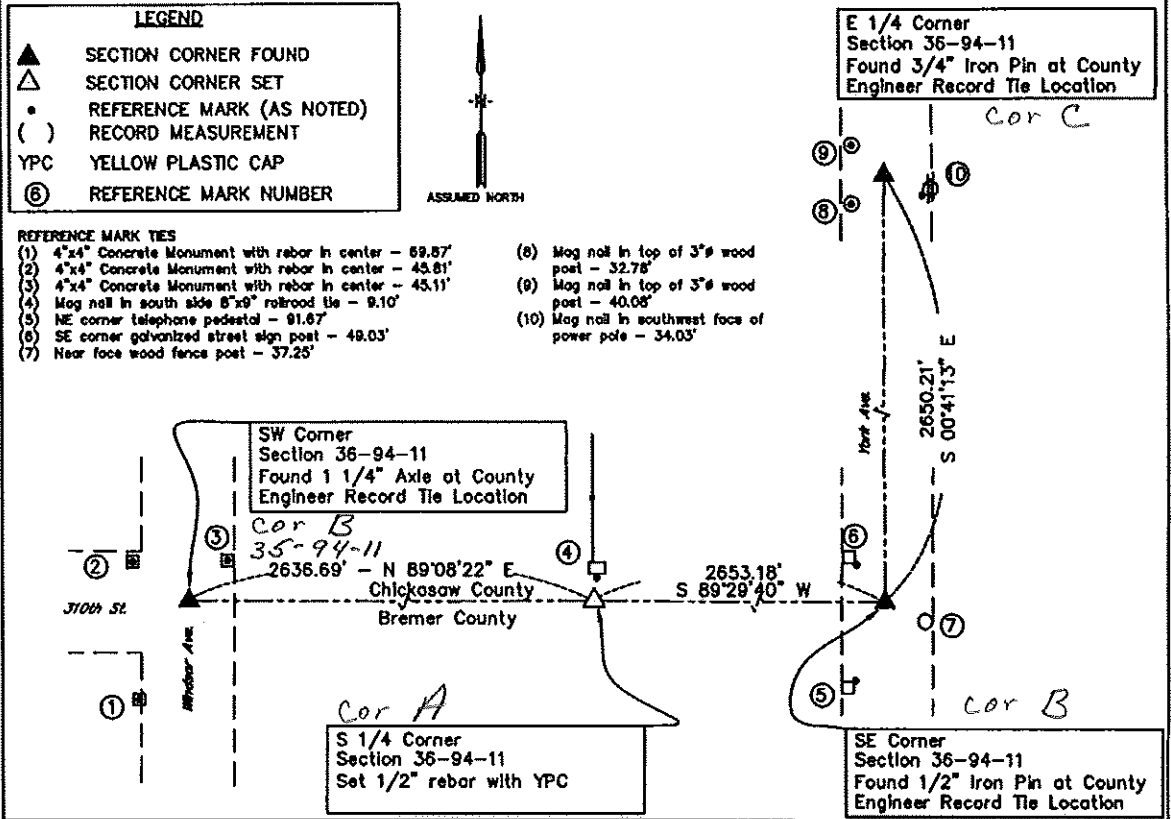 LEGEND
SECTION CORNER FOUND
SECTION CORNER SET
REFERENCE MARK (AS NOTED)
( ) RECORD MEASUREMENT
YPC YELLOW PLASTIC CAP
⑥ REFERENCE MARK NUMBER
N
ASSUMED NORTH
E 1/4 Corner
Section 36-94-11
Found 3/4" Iron Pin at County
Engineer Record Tie Location
cor C
⑨
⑩
⑧
REFERENCE MARK TIES
(1) 4"x4" Concrete Monument with rebar in center - 69.87'
(2) 4"x4" Concrete Monument with rebar in center - 45.81'
(3) 4"x4" Concrete Monument with rebar in center - 45.11'
(4) Mag nail in south side 8"x9" railroad tie - 9.10'
(5) NE corner telephone pedestal - 91.67'
(6) SE corner galvanized street sign post - 49.03'
(7) Near face wood fence post - 37.25'
(8) Mag nail in top of 3"ø wood
post - 32.78'
(9) Mag nail in top of 3"ø wood
post - 40.08'
(10) Mag nail in southwest face of
power pole - 34.03'
York Ave.
2650.21'
S 00°41'13" E
SW Corner
Section 36-94-11
Found 1 1/4" Axle at County
Engineer Record Tie Location
cor B
35-94-11
②
③
④
⑥
2636.69' - N 89°08'22" E
2653.18'
S 89°29'40" W
310th St.
Chickasaw County
Bremer County
Windsor Ave.
⑦
①
⑤
cor A
S 1/4 Corner
Section 36-94-11
Set 1/2" rebar with YPC
cor B
SE Corner
Section 36-94-11
Found 1/2" Iron Pin at County
Engineer Record Tie Location